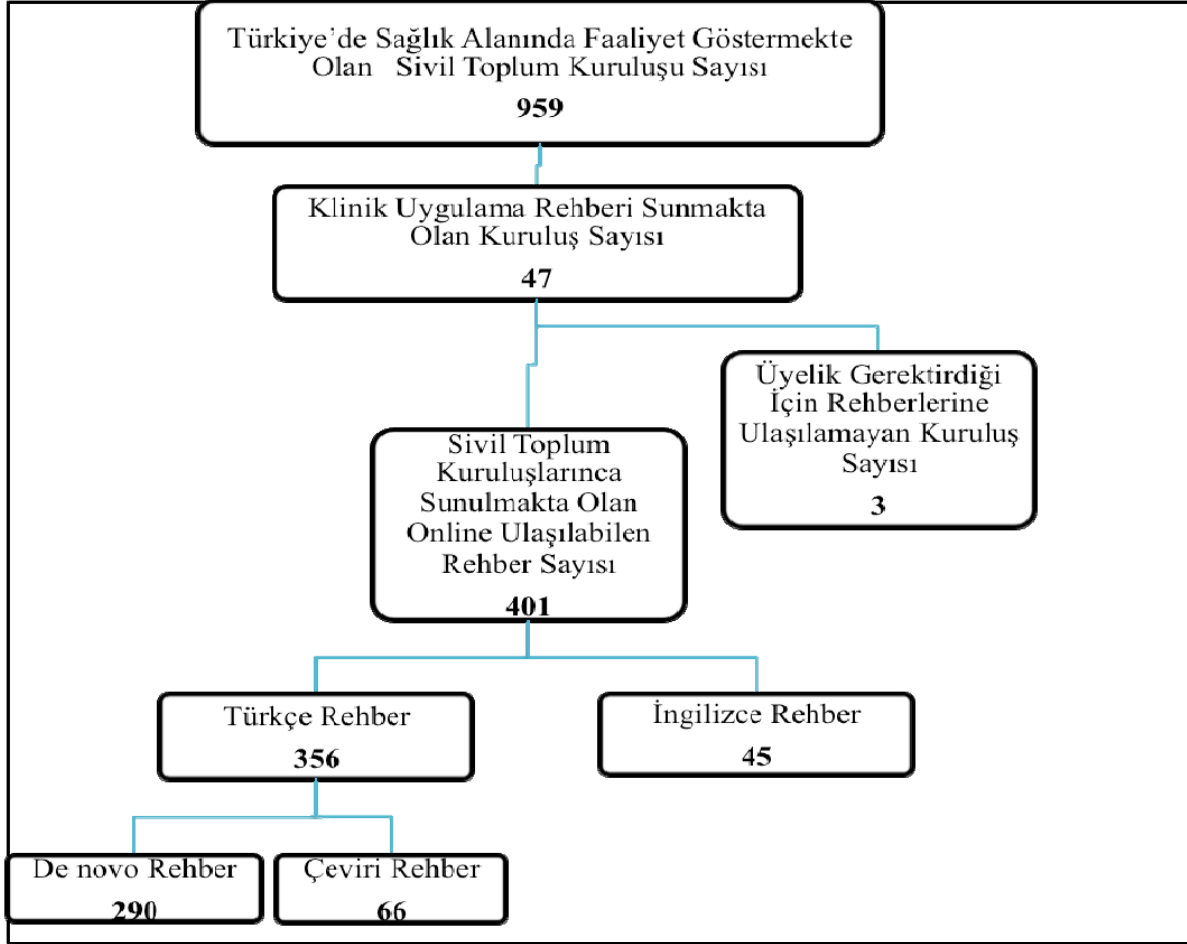 Türkiye’de Sağlık Alanında Faaliyet Göstermekte
Olan Sivil Toplum Kuruluşu Sayısı
959
Klinik Uygulama Rehberi Sunmakta
Olan Kuruluş Sayısı
47
Üyelik Gerektirdiği
İçin Rehberlerine
Ulaşılamayan Kuruluş
Sayısı
3
Sivil Toplum
Kuruluşlarınca
Sunulmakta Olan
Online Ulaşılabilen
Rehber Sayısı
401
Türkçe Rehber
356
İngilizce Rehber
45
De novo Rehber
290
Çeviri Rehber
66